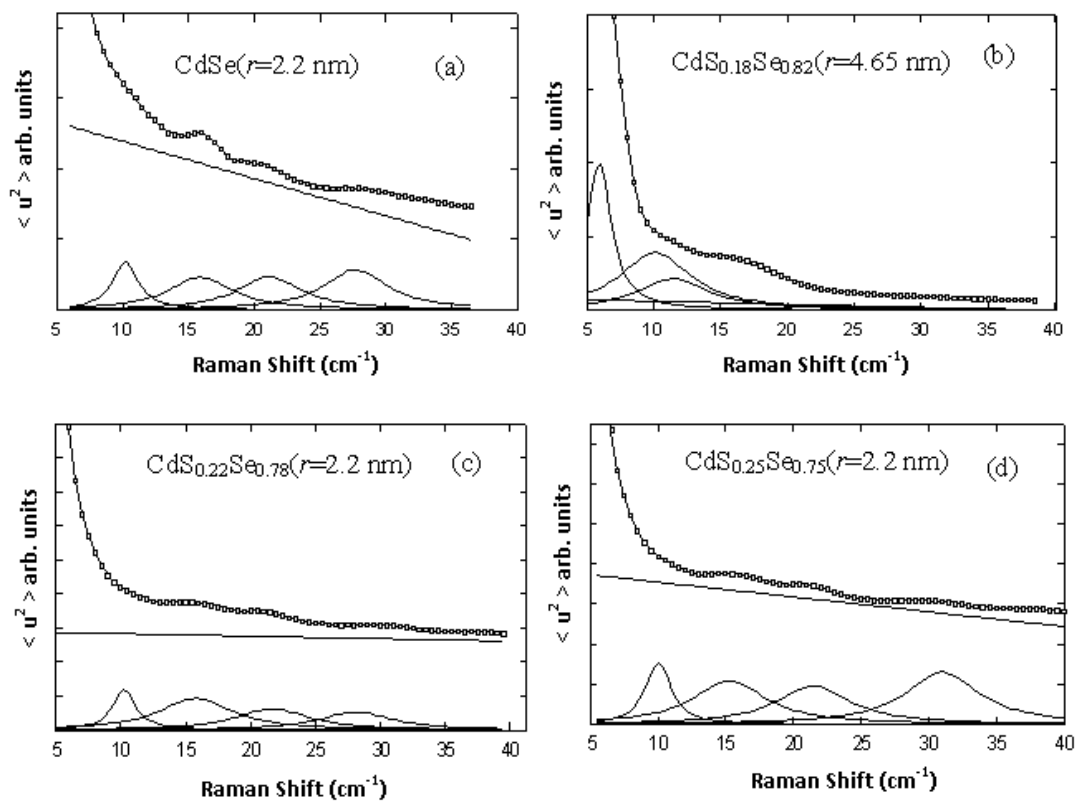 CdSe(r=2.2 nm)
(a)
< u² > arb. units
5 10 15 20 25 30 35 40
Raman Shift (cm⁻¹)
CdS₀.₁₈Se₀.₈₂(r=4.65 nm)
(b)
< u² > arb. units
5 10 15 20 25 30 35 40
Raman Shift (cm⁻¹)
CdS₀.₂₂Se₀.₇₈(r=2.2 nm)
(c)
< u² > arb. units
5 10 15 20 25 30 35 40
Raman Shift (cm⁻¹)
CdS₀.₂₅Se₀.₇₅(r=2.2 nm)
(d)
< u² > arb. units
5 10 15 20 25 30 35 40
Raman Shift (cm⁻¹)